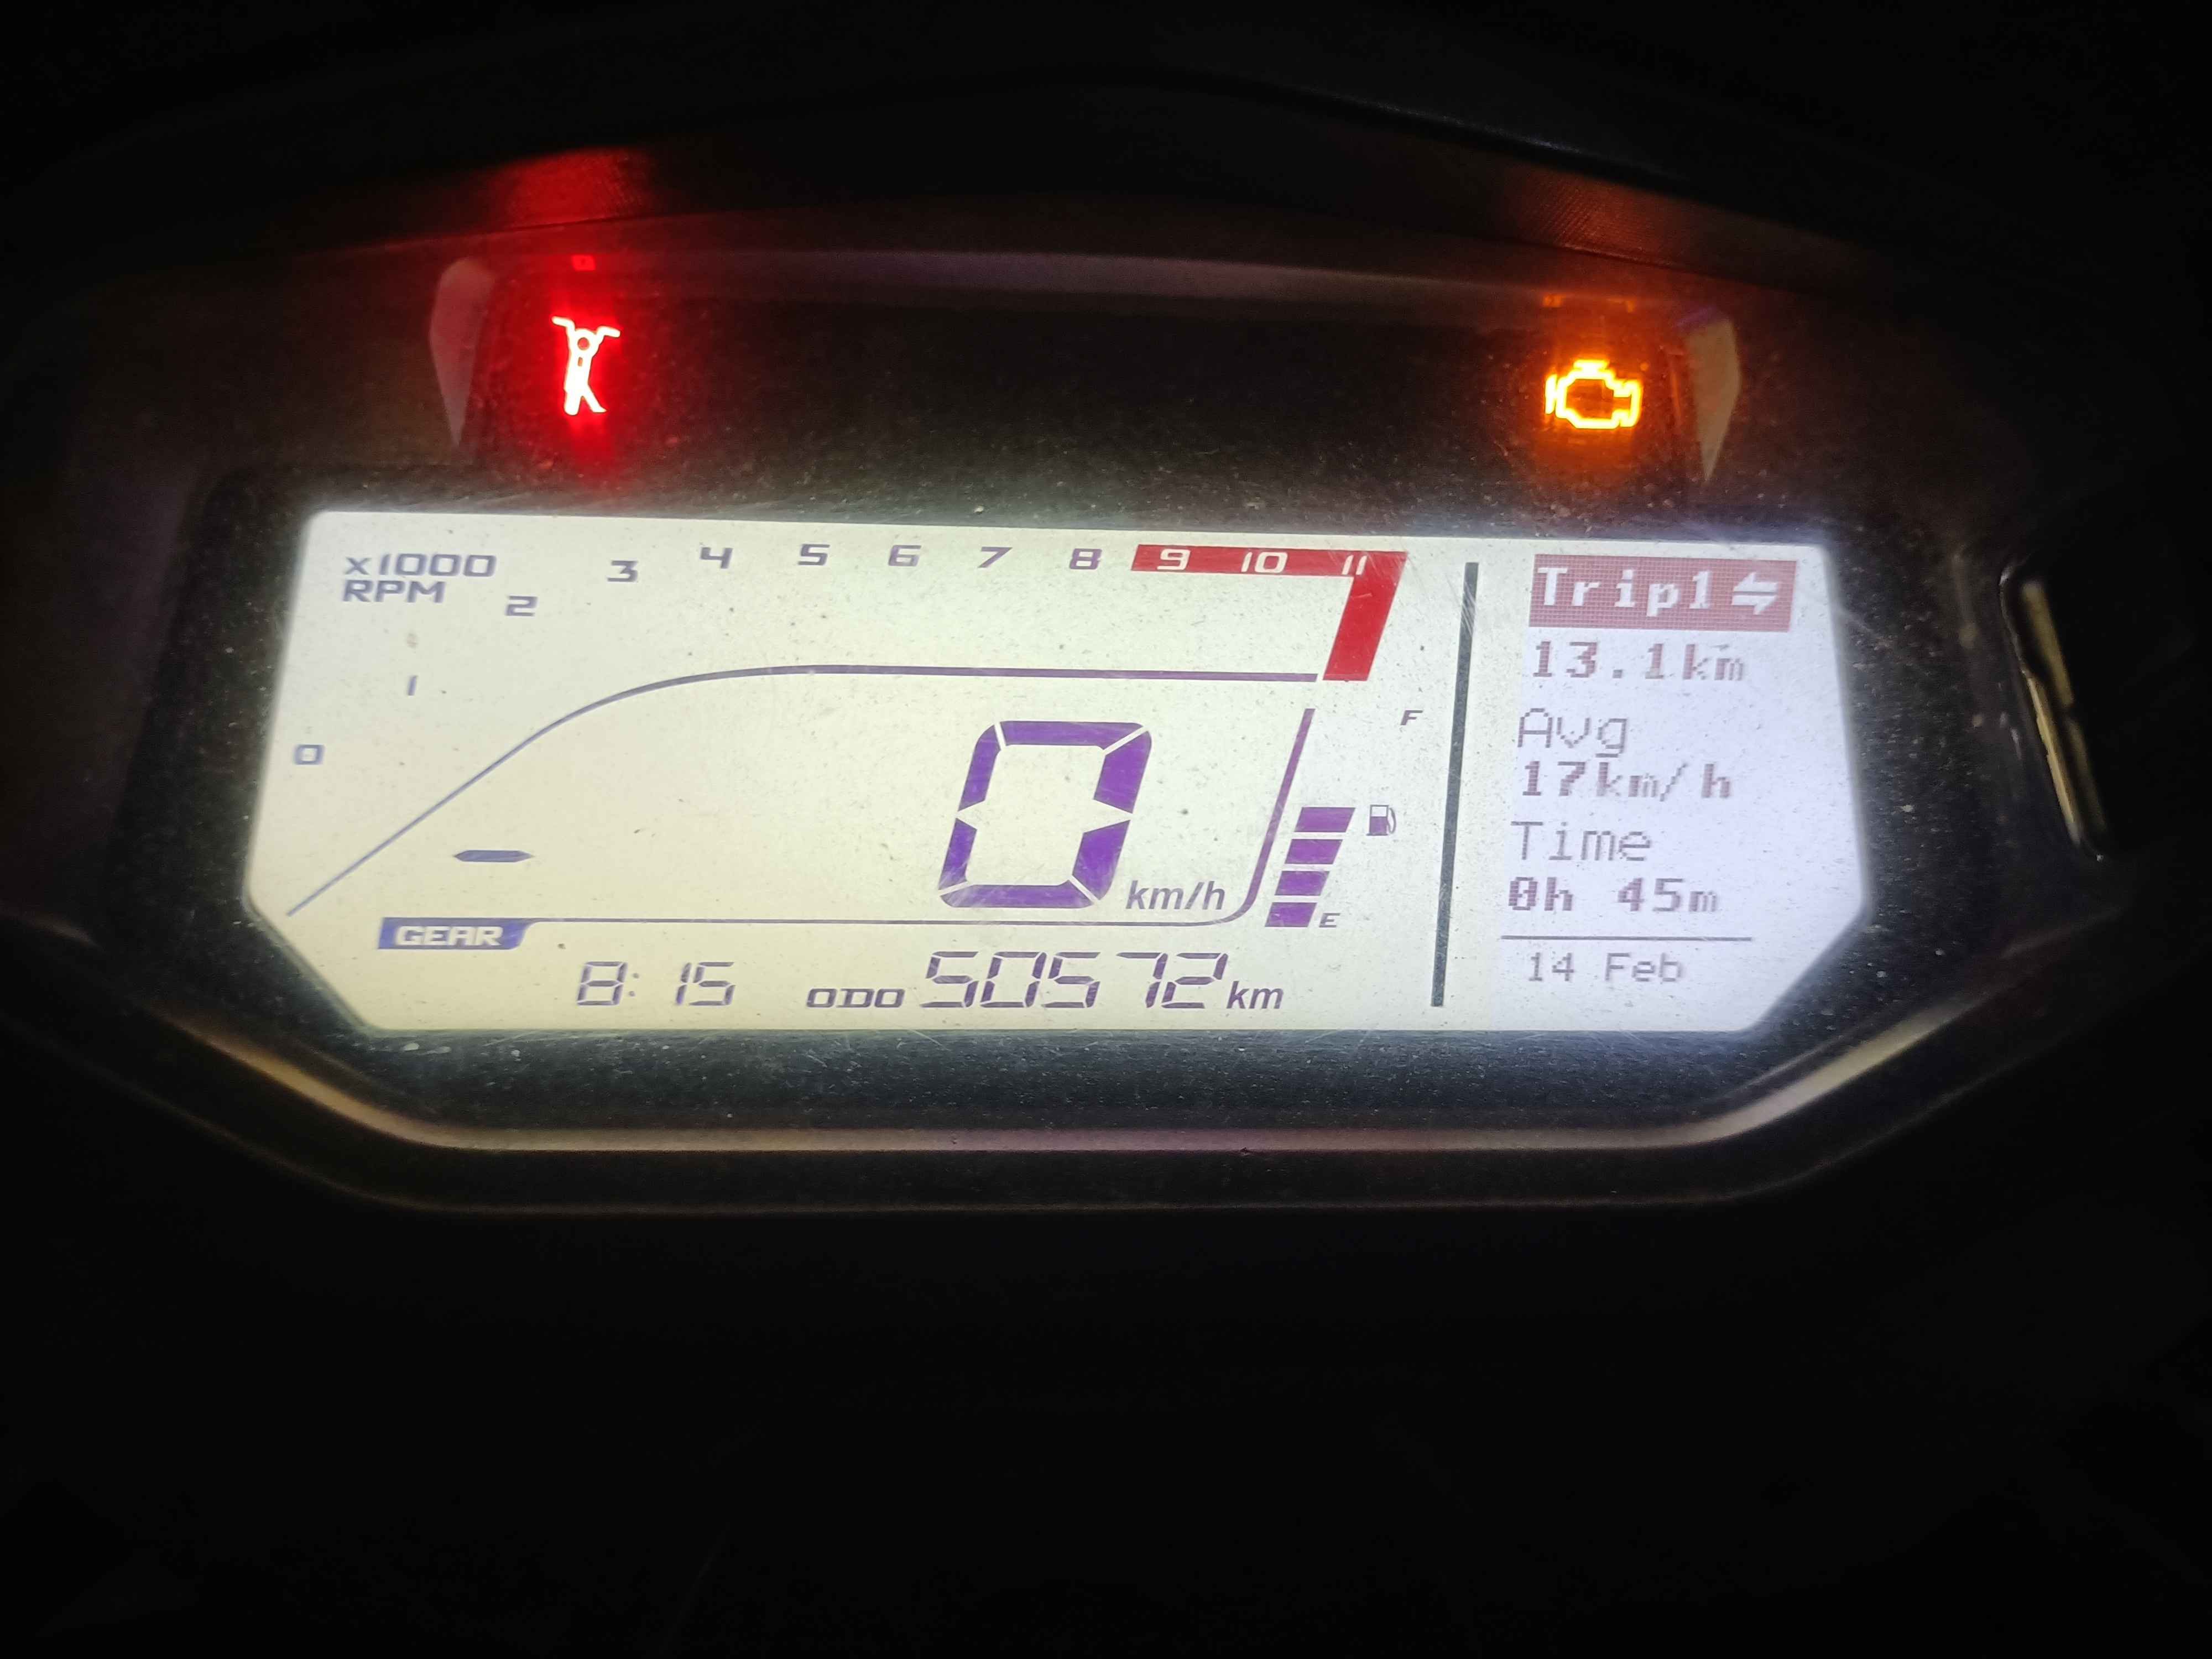 x1000
RPM
0 1 2 3 4 5 6 7 8 9 10 11
0 km/h
F
E
GEAR
8:15 ODO 50572 km
Trip1
13.1km
Avg
17km/h
Time
0h 45m
14 Feb